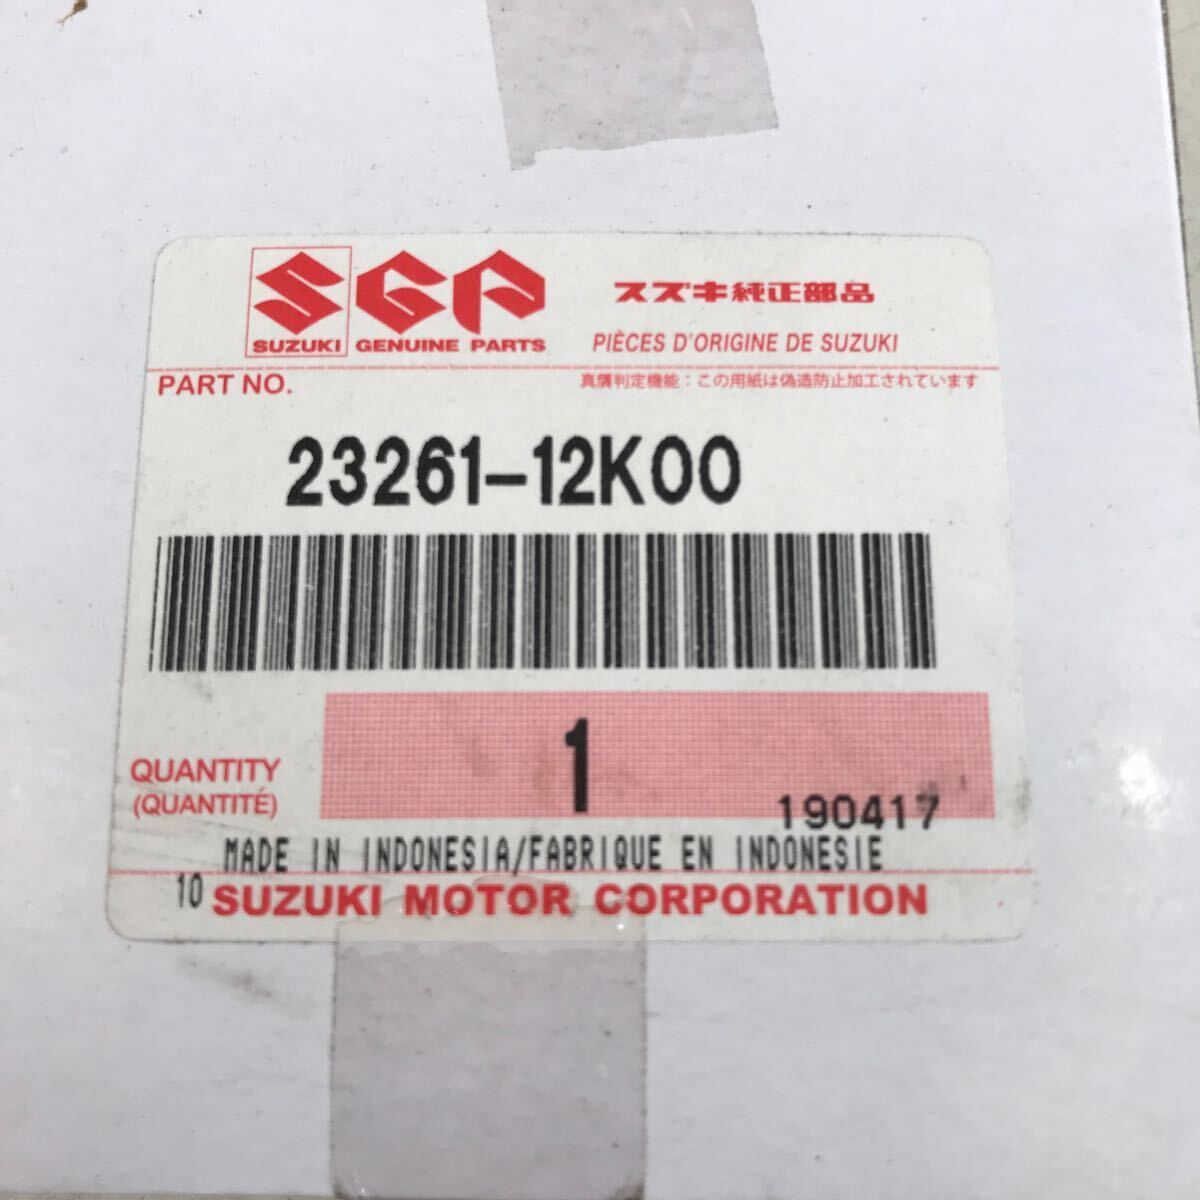 SGP
スズキ純正部品
SUZUKI GENUINE PARTS
PIÈCES D'ORIGINE DE SUZUKI
PART NO.
真贋判定機能：この用紙は偽造防止加工されています
23261-12K00
QUANTITY
(QUANTITÉ)
1
190417
MADE IN INDONESIA/FABRIQUE EN INDONESIE
10
SUZUKI MOTOR CORPORATION